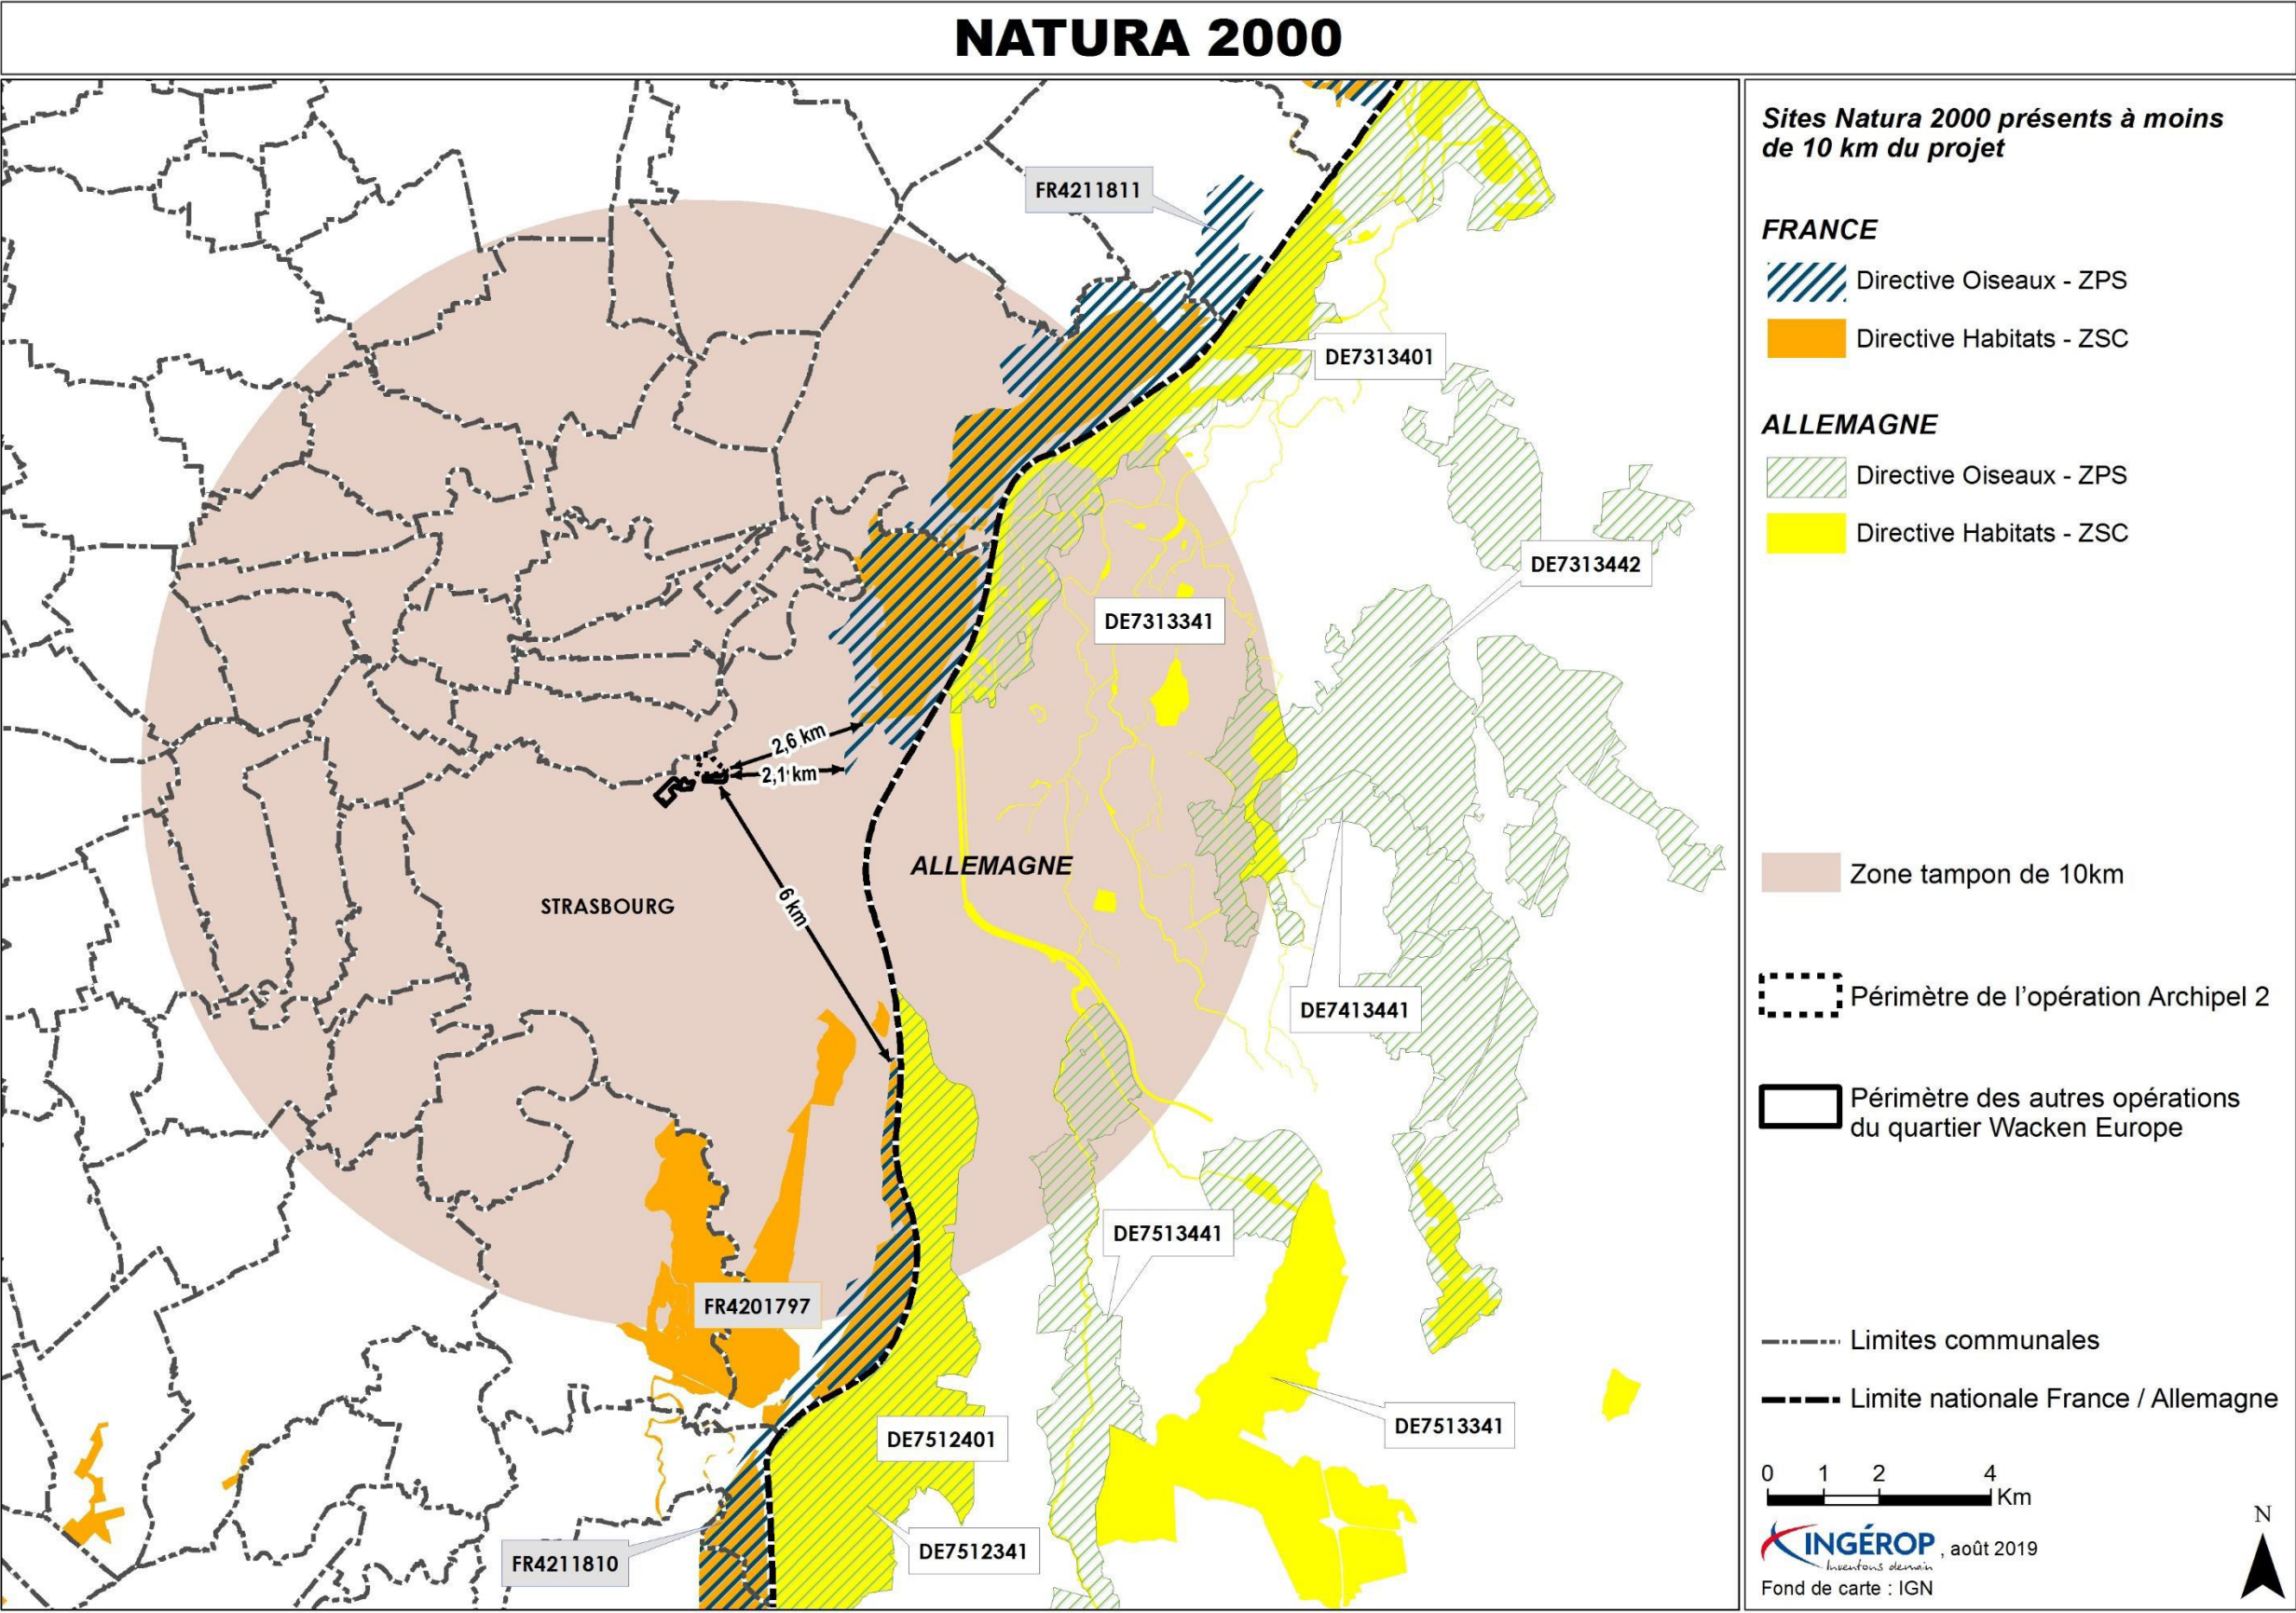 NATURA 2000
FR4211811
DE7313401
DE7313442
DE7313341
2,6 km
2,1 km
ALLEMAGNE
6 km
STRASBOURG
DE7413441
DE7513441
FR4201797
DE7513341
DE7512401
DE7512341
FR4211810
Sites Natura 2000 présents à moins
de 10 km du projet
FRANCE
Directive Oiseaux - ZPS
Directive Habitats - ZSC
ALLEMAGNE
Directive Oiseaux - ZPS
Directive Habitats - ZSC
Zone tampon de 10km
Périmètre de l'opération Archipel 2
Périmètre des autres opérations
du quartier Wacken Europe
Limites communales
Limite nationale France / Allemagne
0 1 2 4
Km
INGÉROP , août 2019
Inventons demain
Fond de carte : IGN
N